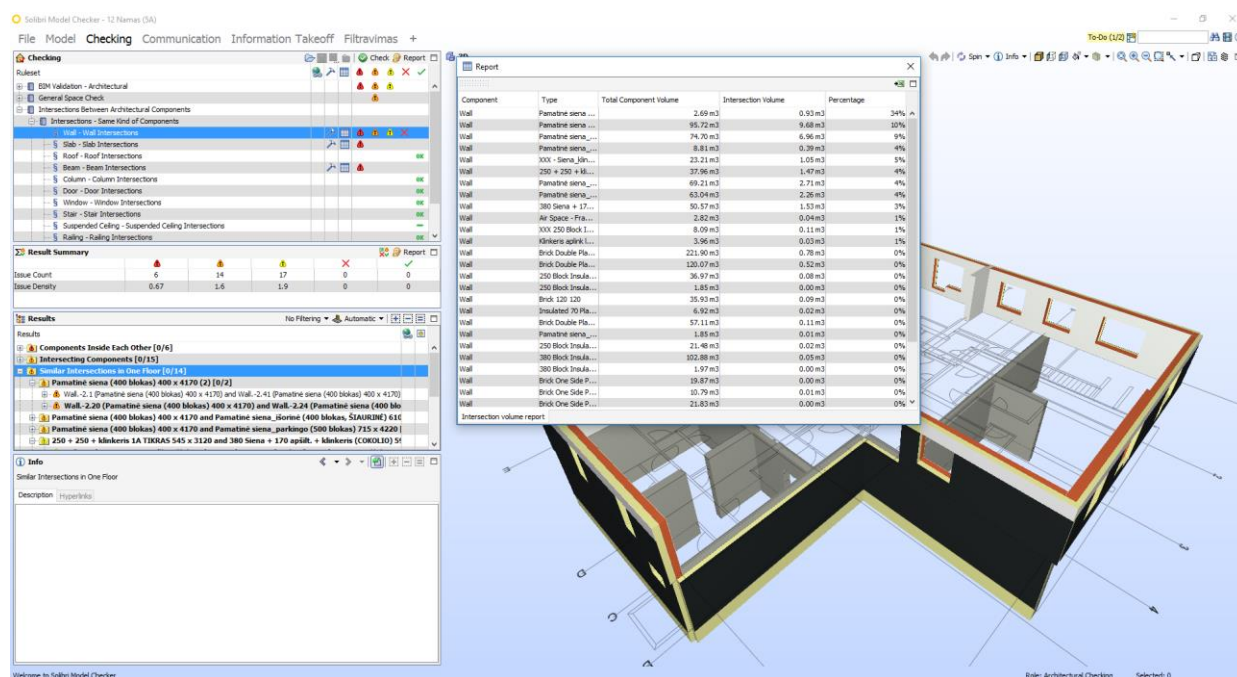 Solibri Model Checker - 12 Namas (SA)
File Model Checking Communication Information Takeoff Filtravimas +
To-Do (1/2)
Checking
Check Report
Ruleset
BIM Validation - Architectural
General Space Check
Intersections Between Architectural Components
Intersections - Same Kind of Components
§ Wall - Wall Intersections
§ Slab - Slab Intersections
§ Roof - Roof Intersections OK
§ Beam - Beam Intersections
§ Column - Column Intersections OK
§ Door - Door Intersections OK
§ Window - Window Intersections OK
§ Stair - Stair Intersections OK
§ Suspended Ceiling - Suspended Ceiling Intersections
§ Railing - Railing Intersections OK
Result Summary
Report
Issue Count 6 14 17 0 0
Issue Density 0.67 1.6 1.9 0 0
Results
No Filtering Automatic
Results
Components Inside Each Other [0/6]
Intersecting Components [0/15]
Similar Intersections in One Floor [0/14]
Pamatinė siena (400 blokas) 400 x 4170 (2) [0/2]
Wall.-2.1 (Pamatinė siena (400 blokas) 400 x 4170) and Wall.-2.41 (Pamatinė siena (400 blokas) 400 x 4170)
Wall.-2.20 (Pamatinė siena (400 blokas) 400 x 4170) and Wall.-2.24 (Pamatinė siena (400 blo
Pamatinė siena (400 blokas) 400 x 4170 and Pamatinė siena_išorinė (400 blokas, ŠIAURINĖ) 610
Pamatinė siena (400 blokas) 400 x 4170 and Pamatinė siena_parkingo (500 blokas) 715 x 4220 [
250 + 250 + klinkeris 1A TIKRAS 545 x 3120 and 380 Siena + 170 apšilt. + klinkeris (COKOLIO) 59
Info
Similar Intersections in One Floor
Description Hyperlinks
Welcome to Solibri Model Checker
3D
Spin Info
Report
Component Type Total Component Volume Intersection Volume Percentage
Wall Pamatinė siena ... 2.69 m3 0.93 m3 34%
Wall Pamatinė siena ... 95.72 m3 9.68 m3 10%
Wall Pamatinė siena_... 74.70 m3 6.96 m3 9%
Wall Pamatinė siena ... 8.81 m3 0.39 m3 4%
Wall XXX - Siena_klin... 23.21 m3 1.05 m3 5%
Wall 250 + 250 + kli... 37.96 m3 1.47 m3 4%
Wall Pamatinė siena_... 69.21 m3 2.71 m3 4%
Wall Pamatinė siena_... 63.04 m3 2.26 m3 4%
Wall 380 Siena + 17... 50.57 m3 1.53 m3 3%
Wall Air Space - Fra... 2.82 m3 0.04 m3 1%
Wall XXX 250 Block I... 8.09 m3 0.11 m3 1%
Wall Klinkeris aplink l... 3.96 m3 0.03 m3 1%
Wall Brick Double Pla... 221.90 m3 0.78 m3 0%
Wall Brick Double Pla... 120.07 m3 0.52 m3 0%
Wall 250 Block Insula... 36.97 m3 0.08 m3 0%
Wall 250 Block Insula... 1.85 m3 0.00 m3 0%
Wall Brick 120 120 35.93 m3 0.09 m3 0%
Wall Insulated 70 Pla... 6.92 m3 0.02 m3 0%
Wall Brick Double Pla... 57.11 m3 0.11 m3 0%
Wall Pamatinė siena ... 1.85 m3 0.01 m3 0%
Wall 250 Block Insula... 21.48 m3 0.02 m3 0%
Wall 380 Block Insula... 102.88 m3 0.05 m3 0%
Wall 380 Block Insula... 1.97 m3 0.00 m3 0%
Wall Brick One Side P... 19.87 m3 0.00 m3 0%
Wall Brick One Side P... 10.79 m3 0.01 m3 0%
Wall Brick One Side P... 21.83 m3 0.00 m3 0%
Intersection volume report
Role: Architectural Checking Selected: 0